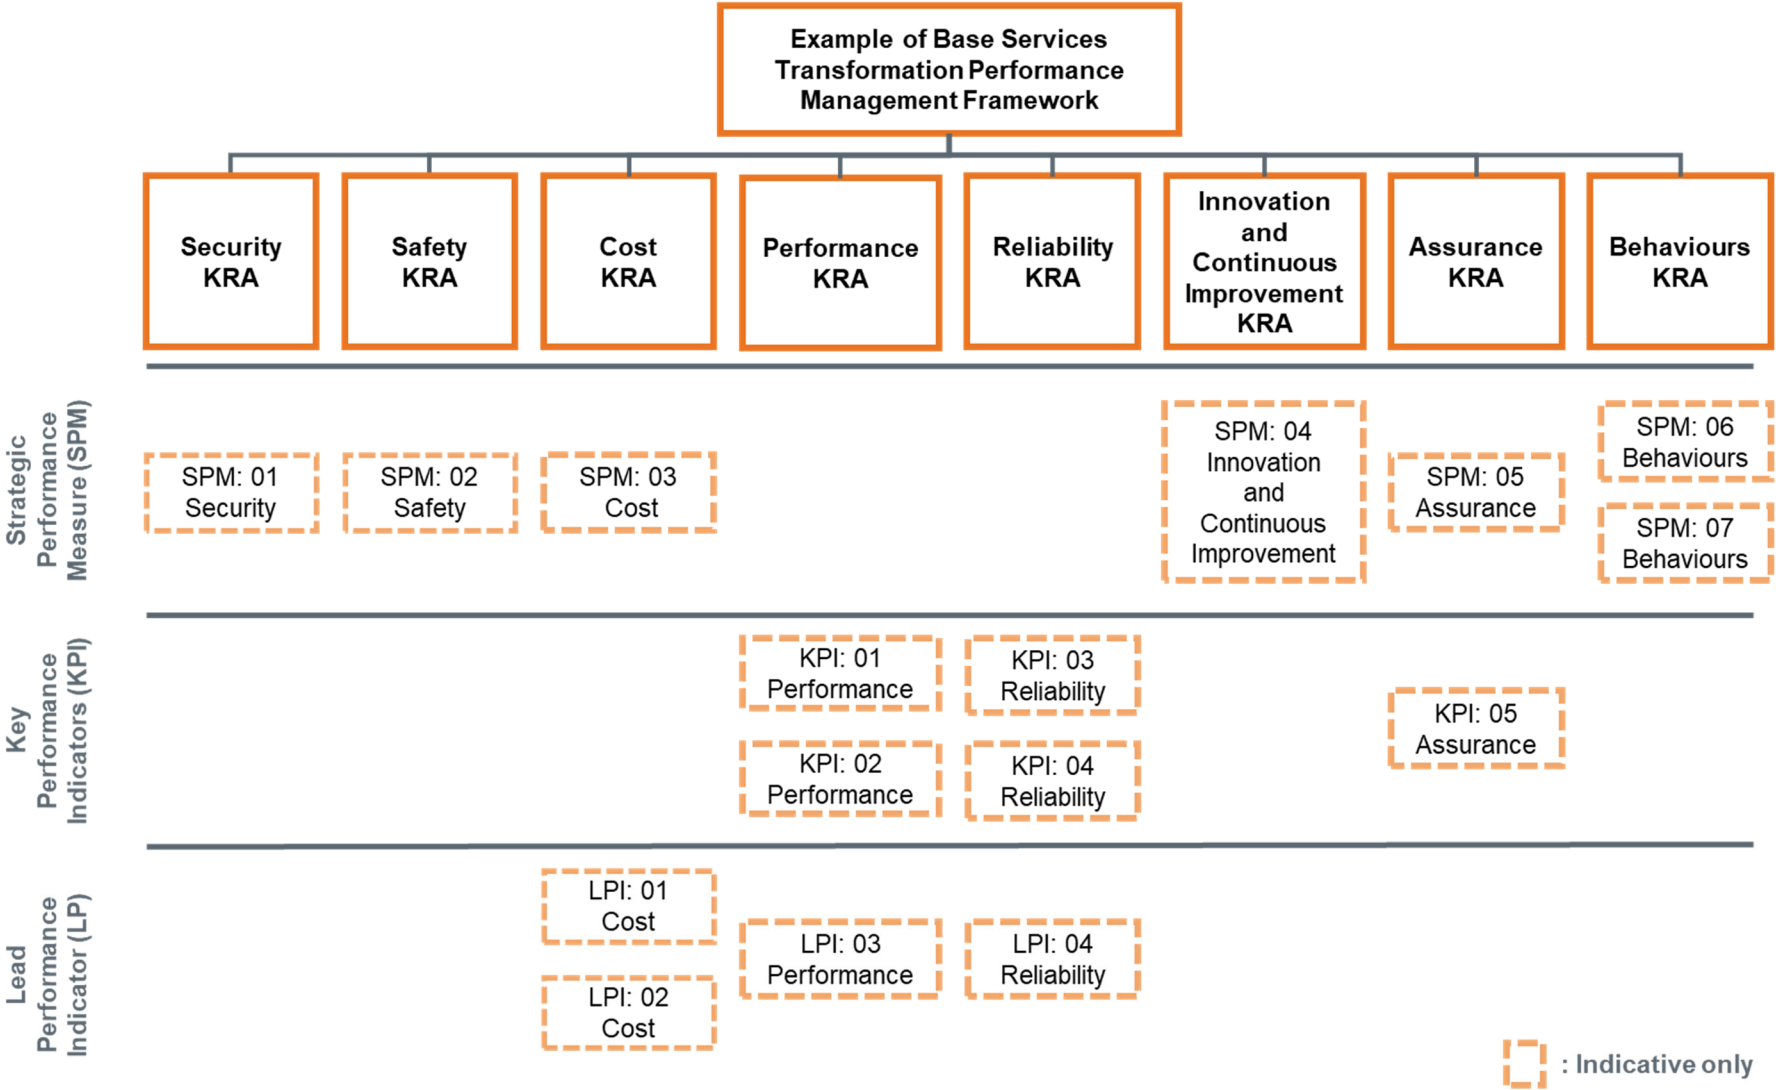 Example of Base Services
Transformation Performance
Management Framework
Security
KRA
Safety
KRA
Cost
KRA
Performance
KRA
Reliability
KRA
Innovation
and
Continuous
Improvement
KRA
Assurance
KRA
Behaviours
KRA
Strategic
Performance
Measure (SPM)
SPM: 01
Security
SPM: 02
Safety
SPM: 03
Cost
SPM: 04
Innovation
and
Continuous
Improvement
SPM: 05
Assurance
SPM: 06
Behaviours
SPM: 07
Behaviours
Key
Performance
Indicators (KPI)
KPI: 01
Performance
KPI: 02
Performance
KPI: 03
Reliability
KPI: 04
Reliability
KPI: 05
Assurance
Lead
Performance
Indicator (LP)
LPI: 01
Cost
LPI: 02
Cost
LPI: 03
Performance
LPI: 04
Reliability
: Indicative only